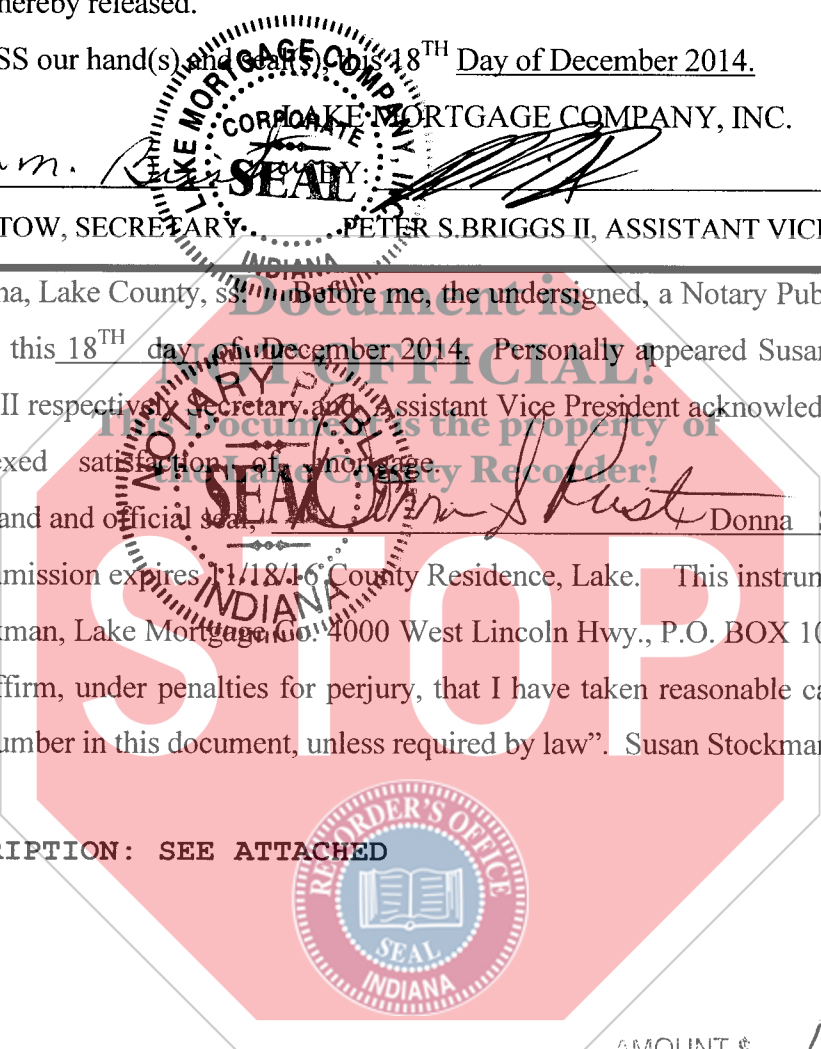 hereby released.
SS our hand(s) and seal(s), this 18TH Day of December 2014.
LAKE MORTGAGE COMPANY, INC.
LAKE MORTGAGE COMPANY, INC.
CORPORATE
SEAL
INDIANA
m.
BY:
TOW, SECRETARY PETER S.BRIGGS II, ASSISTANT VICE
na, Lake County, ss: Before me, the undersigned, a Notary Pub
Document is
this 18TH day of December 2014, Personally appeared Susan
NOT OFFICIAL!
II respectively Secretary and Assistant Vice President acknowled
This Document is the property of
exed satisfaction of mortgage.
the Lake County Recorder!
NOTARY PUBLIC
SEAL
INDIANA
and and official seal, Donna S Rust Donna S
mmission expires 11/18/16 County Residence, Lake. This instrum
STOP
kman, Lake Mortgage Co. 4000 West Lincoln Hwy., P.O. BOX 10
ffirm, under penalties for perjury, that I have taken reasonable ca
umber in this document, unless required by law”. Susan Stockman
RIPTION: SEE ATTACHED
RECORDER'S OFFICE
SEAL
INDIANA
AMOUNT $